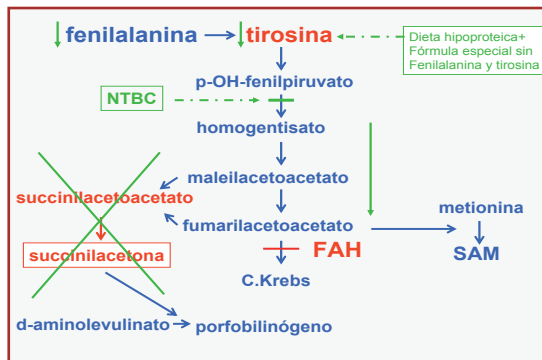 fenilalanina
tirosina
Dieta hipoproteica+
Fórmula especial sin
Fenilalanina y tirosina
p-OH-fenilpiruvato
NTBC
homogentisato
maleilacetoacetato
succinilacetoacetato
metionina
fumarilacetoacetato
FAH
SAM
succinilacetona
C.Krebs
d-aminolevulinato
porfobilinógeno